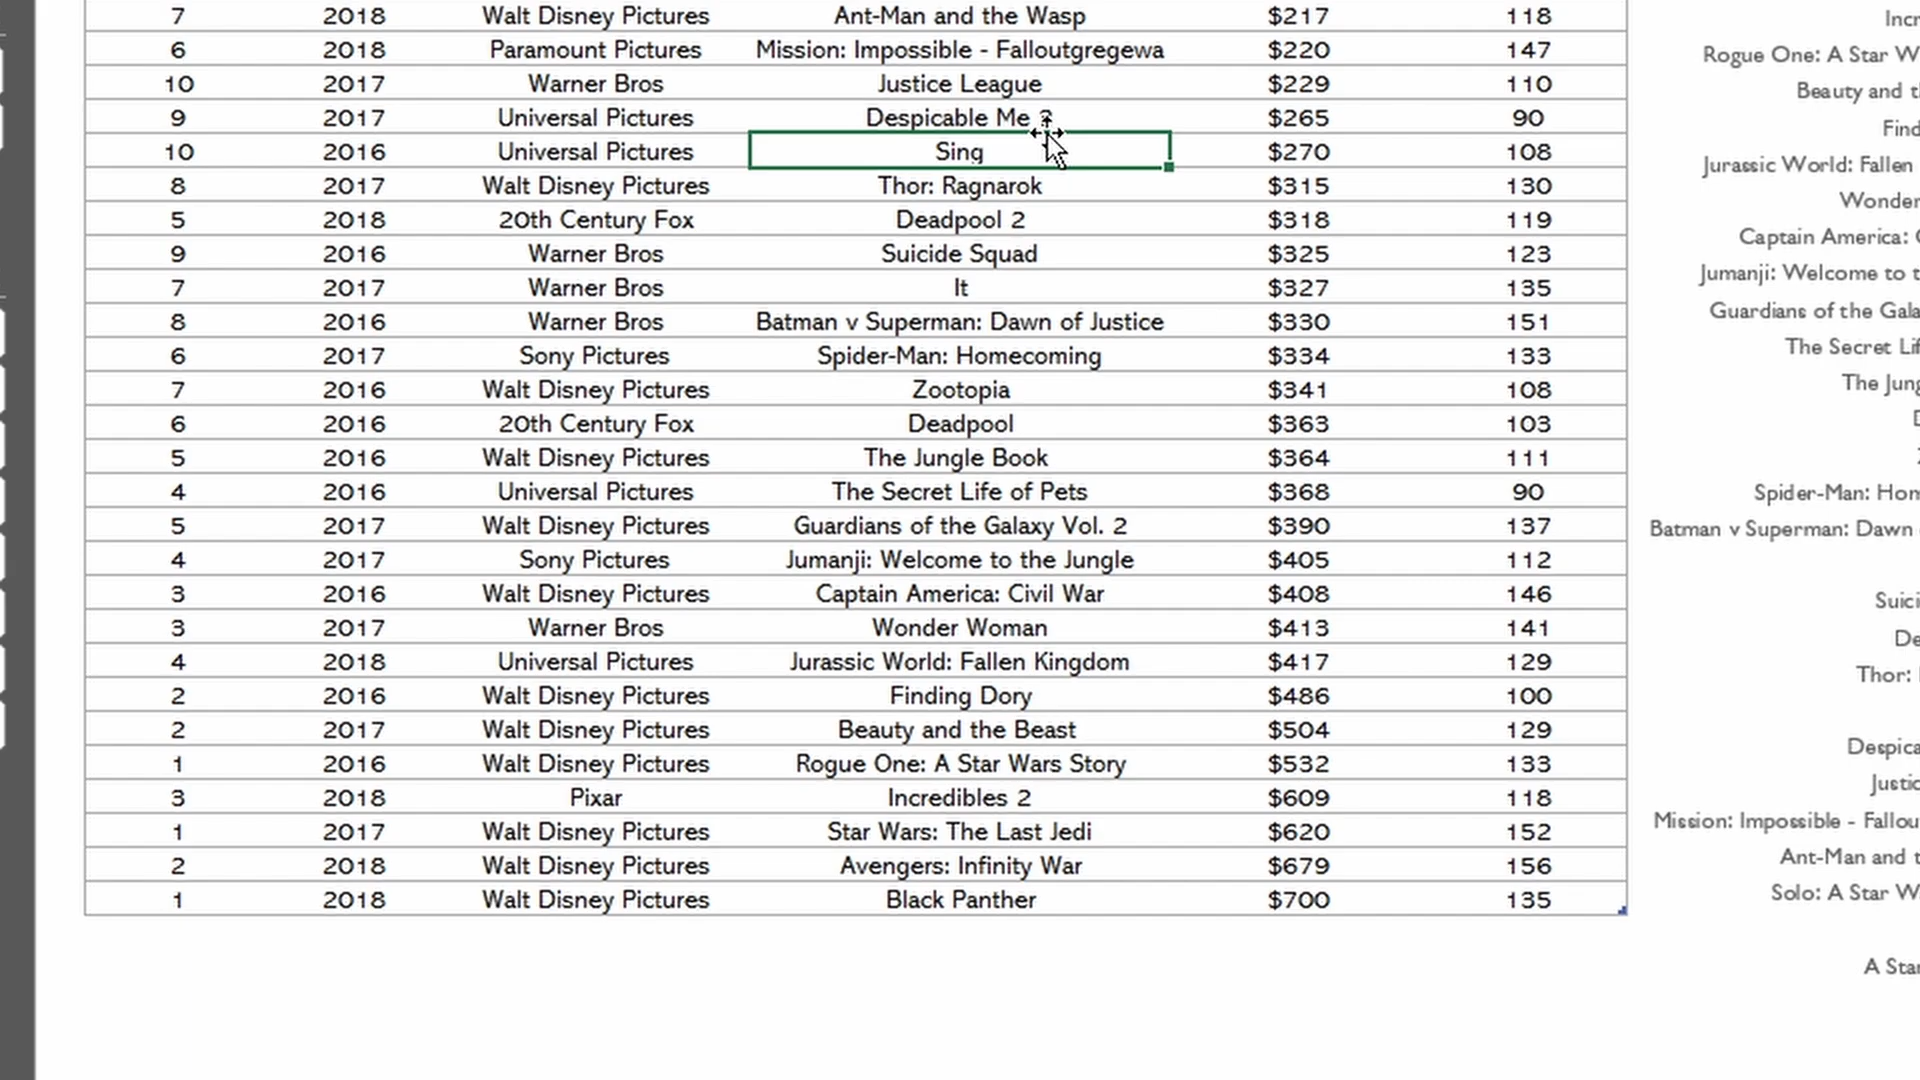 7 2018 Walt Disney Pictures Ant-Man and the Wasp $217 118
6 2018 Paramount Pictures Mission: Impossible - Falloutgregewa $220 147
10 2017 Warner Bros Justice League $229 110
9 2017 Universal Pictures Despicable Me $265 90
10 2016 Universal Pictures Sing $270 108
8 2017 Walt Disney Pictures Thor: Ragnarok $315 130
5 2018 20th Century Fox Deadpool 2 $318 119
9 2016 Warner Bros Suicide Squad $325 123
7 2017 Warner Bros It $327 135
8 2016 Warner Bros Batman v Superman: Dawn of Justice $330 151
6 2017 Sony Pictures Spider-Man: Homecoming $334 133
7 2016 Walt Disney Pictures Zootopia $341 108
6 2016 20th Century Fox Deadpool $363 103
5 2016 Walt Disney Pictures The Jungle Book $364 111
4 2016 Universal Pictures The Secret Life of Pets $368 90
5 2017 Walt Disney Pictures Guardians of the Galaxy Vol. 2 $390 137
4 2017 Sony Pictures Jumanji: Welcome to the Jungle $405 112
3 2016 Walt Disney Pictures Captain America: Civil War $408 146
3 2017 Warner Bros Wonder Woman $413 141
4 2018 Universal Pictures Jurassic World: Fallen Kingdom $417 129
2 2016 Walt Disney Pictures Finding Dory $486 100
2 2017 Walt Disney Pictures Beauty and the Beast $504 129
1 2016 Walt Disney Pictures Rogue One: A Star Wars Story $532 133
3 2018 Pixar Incredibles 2 $609 118
1 2017 Walt Disney Pictures Star Wars: The Last Jedi $620 152
2 2018 Walt Disney Pictures Avengers: Infinity War $679 156
1 2018 Walt Disney Pictures Black Panther $700 135
Incr
Rogue One: A Star W
Beauty and t
Find
Jurassic World: Fallen
Wonder
Captain America:
Jumanji: Welcome to t
Guardians of the Gala
The Secret Lif
The Jung
Spider-Man: Hom
Batman v Superman: Dawn
Suici
De
Thor:
Despica
Justic
Mission: Impossible - Fallou
Ant-Man and t
Solo: A Star W
A Star